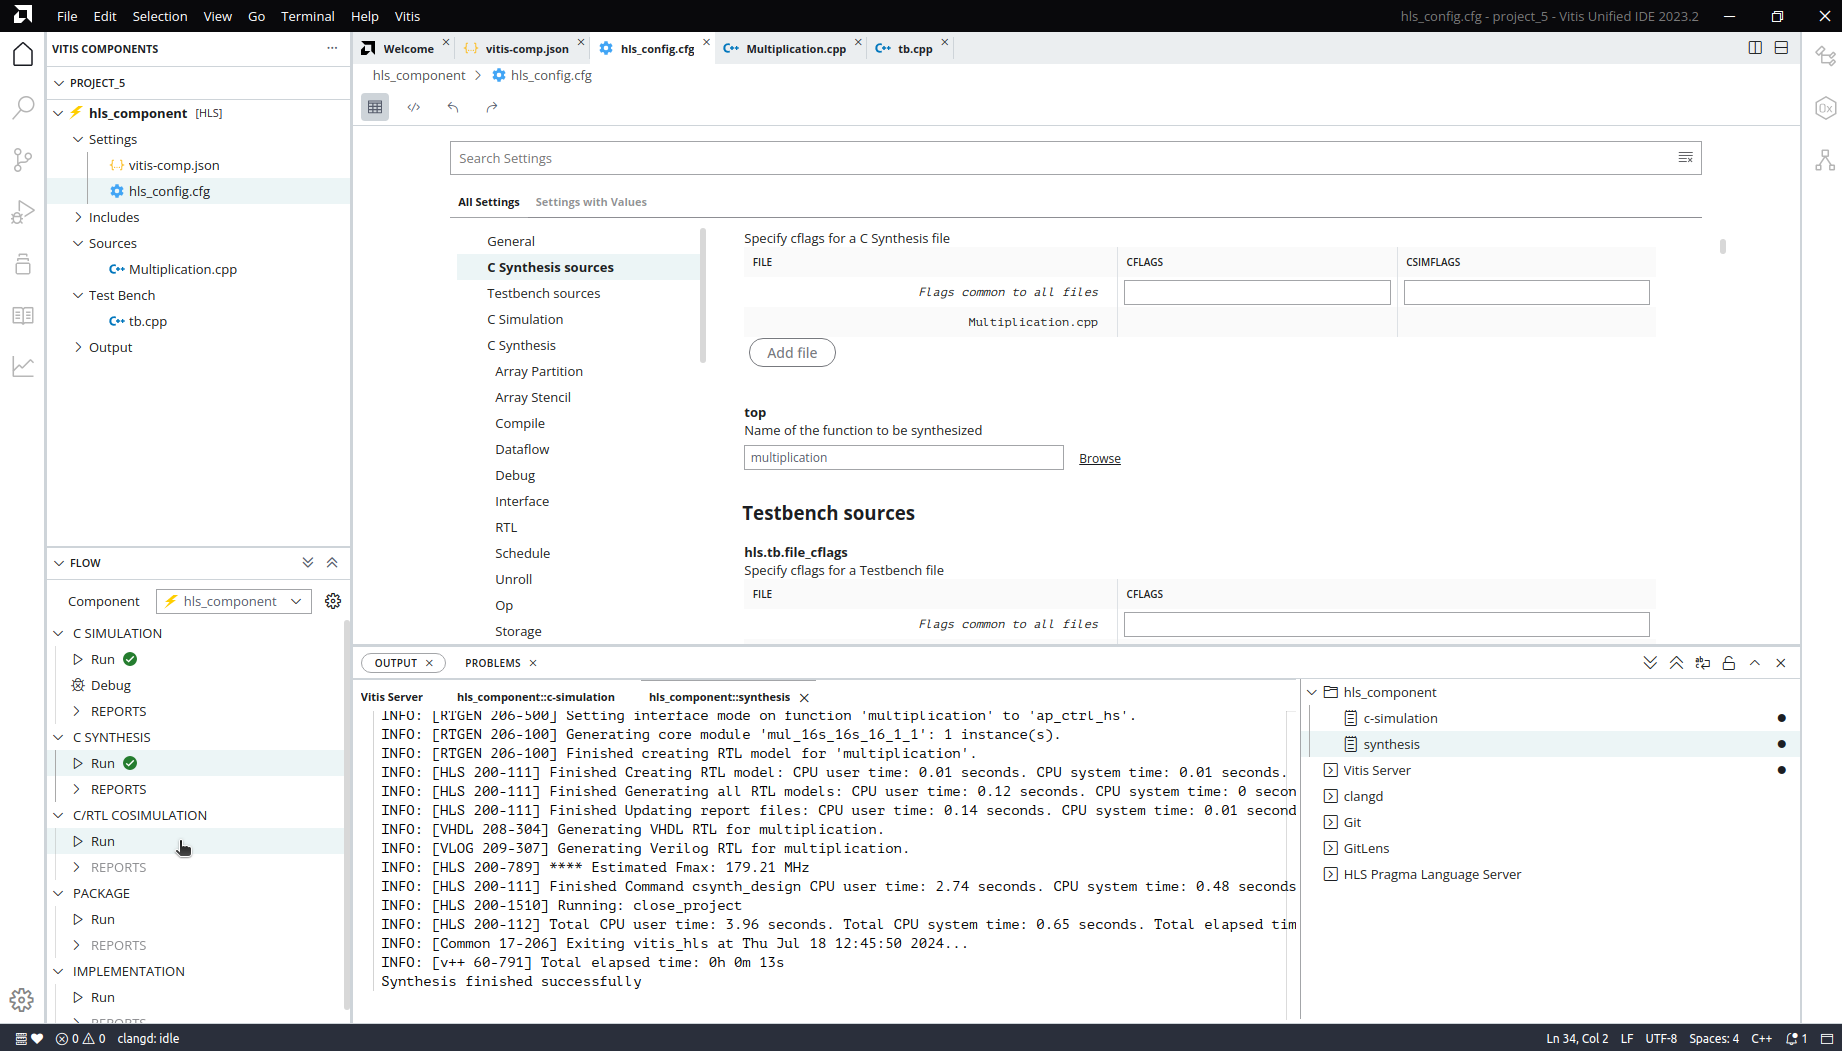 File Edit Selection View Go Terminal Help Vitis
hls_config.cfg - project_5 - Vitis Unified IDE 2023.2
VITIS COMPONENTS
PROJECT_5
hls_component [HLS]
Settings
vitis-comp.json
hls_config.cfg
Includes
Sources
Multiplication.cpp
Test Bench
tb.cpp
Output
FLOW
Component hls_component
C SIMULATION
Run
Debug
REPORTS
C SYNTHESIS
Run
REPORTS
C/RTL COSIMULATION
Run
REPORTS
PACKAGE
Run
REPORTS
IMPLEMENTATION
Run
REPORTS
Welcome vitis-comp.json hls_config.cfg Multiplication.cpp tb.cpp
hls_component > hls_config.cfg
Search Settings
All Settings Settings with Values
General
C Synthesis sources
Testbench sources
C Simulation
C Synthesis
Array Partition
Array Stencil
Compile
Dataflow
Debug
Interface
RTL
Schedule
Unroll
Op
Storage
Specify cflags for a C Synthesis file
FILE CFLAGS CSIMFLAGS
Flags common to all files
Multiplication.cpp
Add file
top
Name of the function to be synthesized
multiplication Browse
Testbench sources
hls.tb.file_cflags
Specify cflags for a Testbench file
FILE CFLAGS
Flags common to all files
OUTPUT PROBLEMS
Vitis Server hls_component::c-simulation hls_component::synthesis
INFO: [RTGEN 206-500] Setting interface mode on function 'multiplication' to 'ap_ctrl_hs'.
INFO: [RTGEN 206-100] Generating core module 'mul_16s_16s_16_1_1': 1 instance(s).
INFO: [RTGEN 206-100] Finished creating RTL model for 'multiplication'.
INFO: [HLS 200-111] Finished Creating RTL model: CPU user time: 0.01 seconds. CPU system time: 0.01 seconds.
INFO: [HLS 200-111] Finished Generating all RTL models: CPU user time: 0.12 seconds. CPU system time: 0 secon
INFO: [HLS 200-111] Finished Updating report files: CPU user time: 0.14 seconds. CPU system time: 0.01 second
INFO: [VHDL 208-304] Generating VHDL RTL for multiplication.
INFO: [VLOG 209-307] Generating Verilog RTL for multiplication.
INFO: [HLS 200-789] **** Estimated Fmax: 179.21 MHz
INFO: [HLS 200-111] Finished Command csynth_design CPU user time: 2.74 seconds. CPU system time: 0.48 seconds
INFO: [HLS 200-1510] Running: close_project
INFO: [HLS 200-112] Total CPU user time: 3.96 seconds. Total CPU system time: 0.65 seconds. Total elapsed tim
INFO: [Common 17-206] Exiting vitis_hls at Thu Jul 18 12:45:50 2024...
INFO: [v++ 60-791] Total elapsed time: 0h 0m 13s
Synthesis finished successfully
hls_component
c-simulation
synthesis
Vitis Server
clangd
Git
GitLens
HLS Pragma Language Server
0 0 clangd: idle
Ln 34, Col 2 LF UTF-8 Spaces: 4 C++ 1